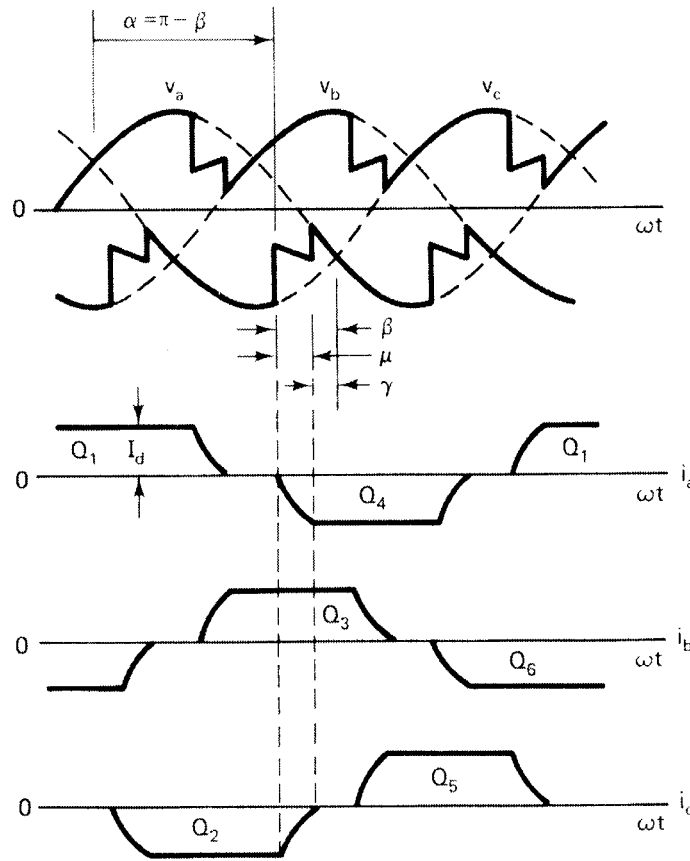 α = π − β
v_a v_b v_c
0
ωt
β
μ
γ
Q_1 I_d Q_1
0 i_a
Q_4 ωt
Q_3
0 i_b
Q_6 ωt
Q_5
0 i_c
Q_2 ωt